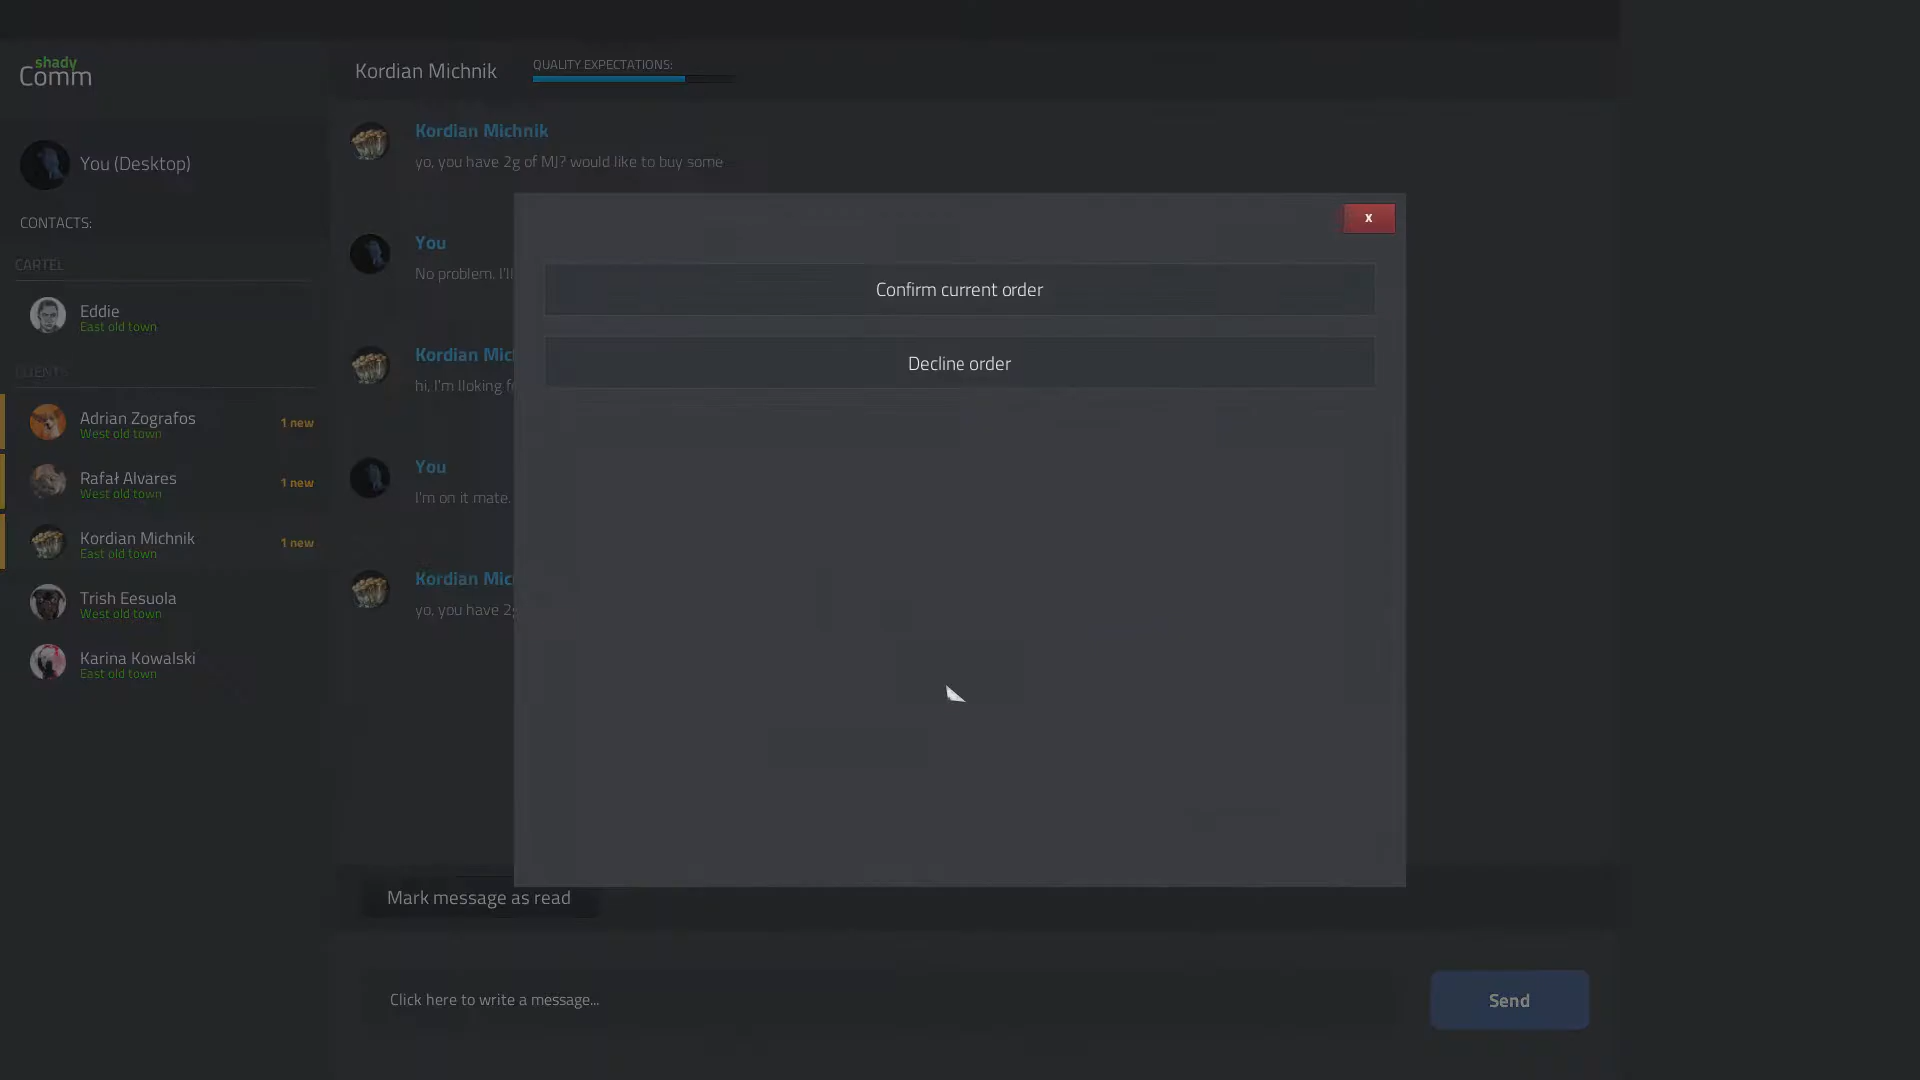 shady
Comm
You (Desktop)
CONTACTS:
CARTEL
Eddie
East old town
CLIENTS
Adrian Zografos
West old town
1 new
Rafał Alvares
West old town
1 new
Kordian Michnik
East old town
1 new
Trish Eesuola
West old town
Karina Kowalski
East old town
Kordian Michnik
QUALITY EXPECTATIONS:
Kordian Michnik
yo, you have 2g of MJ? would like to buy some
You
No problem. I'll
Kordian Mic
hi, I'm lloking f
You
I'm on it mate.
Kordian Mic
yo, you have 2g
x
Confirm current order
Decline order
Mark message as read
Click here to write a message...
Send